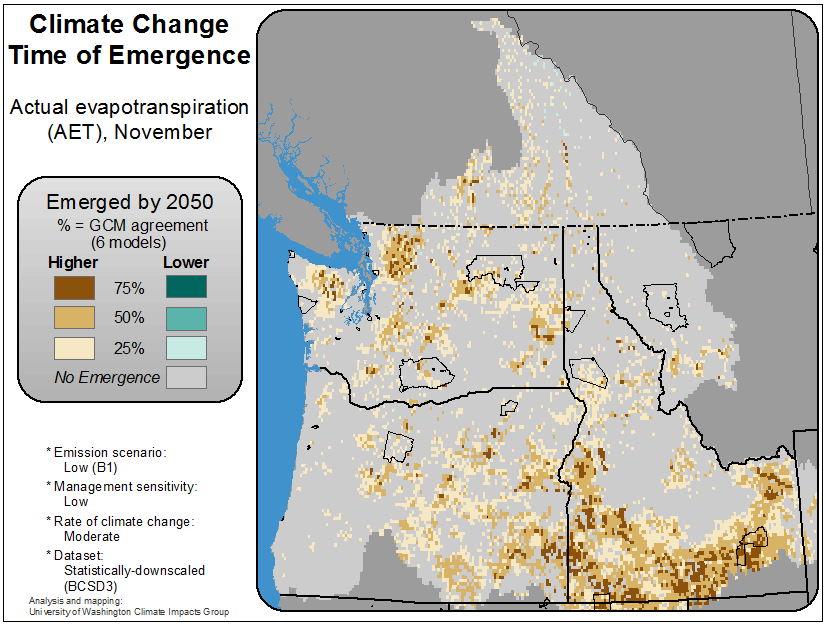 Climate Change
Time of Emergence
Actual evapotranspiration
(AET), November
Emerged by 2050
% = GCM agreement
(6 models)
Higher Lower
75%
50%
25%
No Emergence
* Emission scenario:
Low (B1)
* Management sensitivity:
Low
* Rate of climate change:
Moderate
* Dataset:
Statistically-downscaled
(BCSD3)
Analysis and mapping:
University of Washington Climate Impacts Group